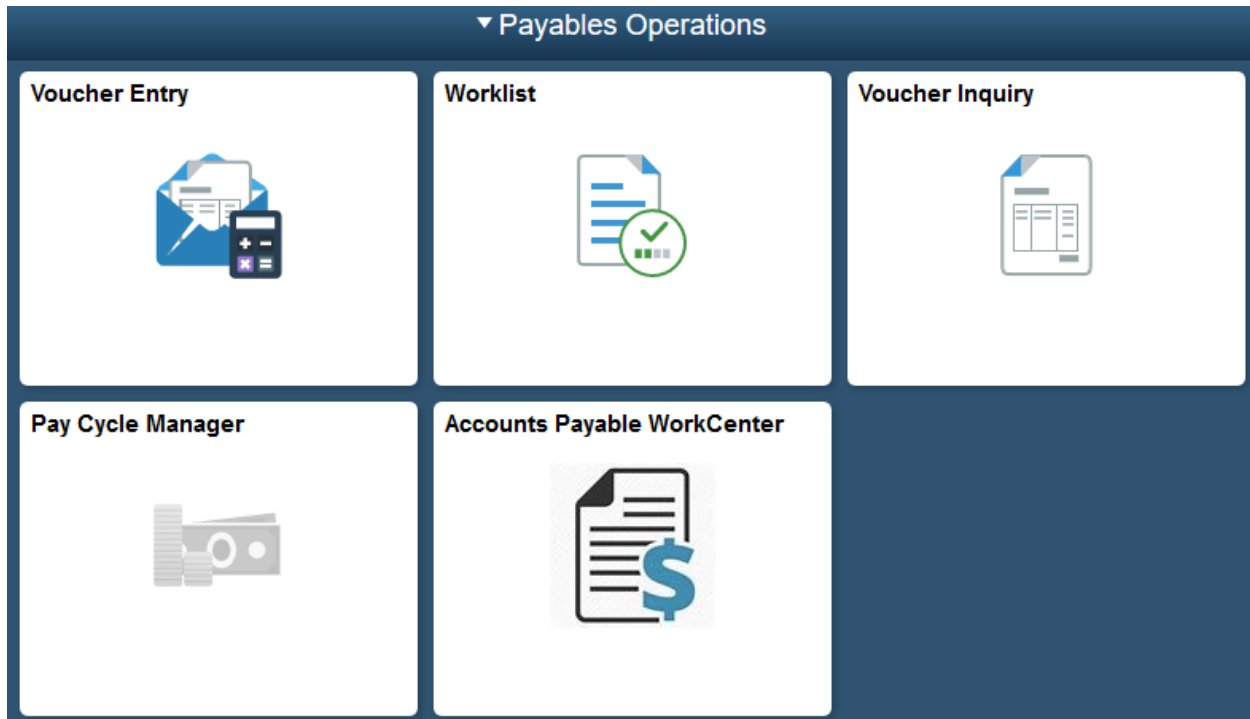 Payables Operations
Voucher Entry
Worklist
Voucher Inquiry
Pay Cycle Manager
Accounts Payable WorkCenter